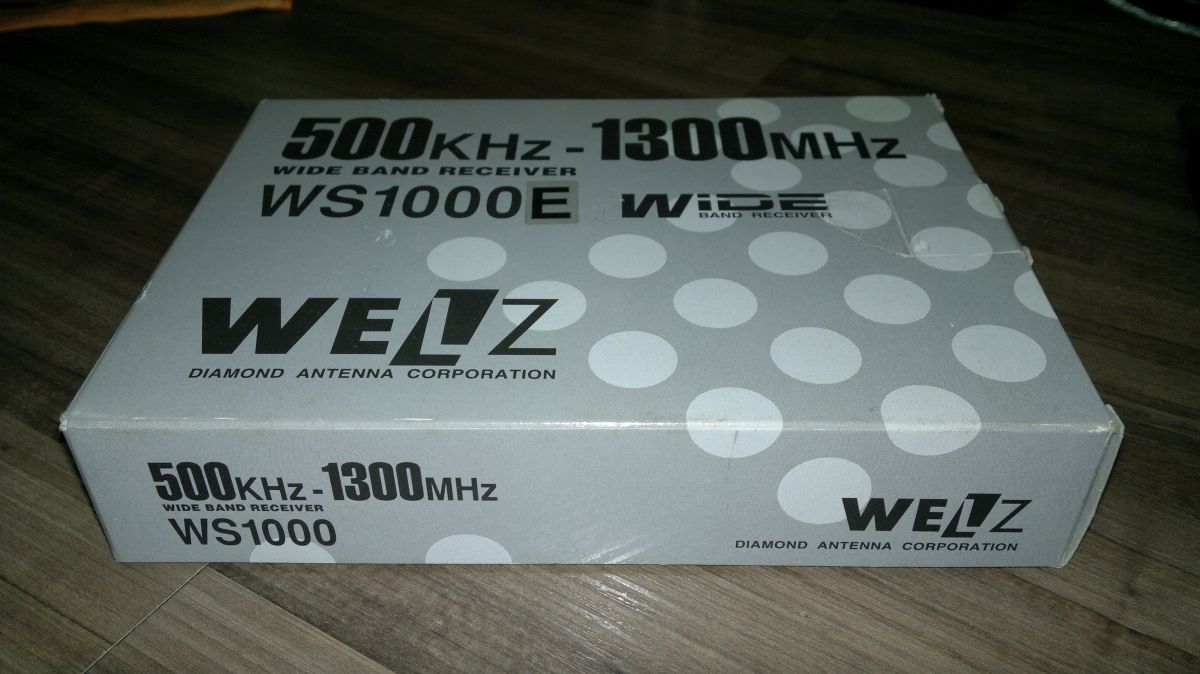 500KHz - 1300MHz
WIDE BAND RECEIVER
WS1000E
WiDE
BAND RECEIVER
WELZ
DIAMOND ANTENNA CORPORATION
500KHz - 1300MHz
WIDE BAND RECEIVER
WS1000
WELZ
DIAMOND ANTENNA CORPORATION